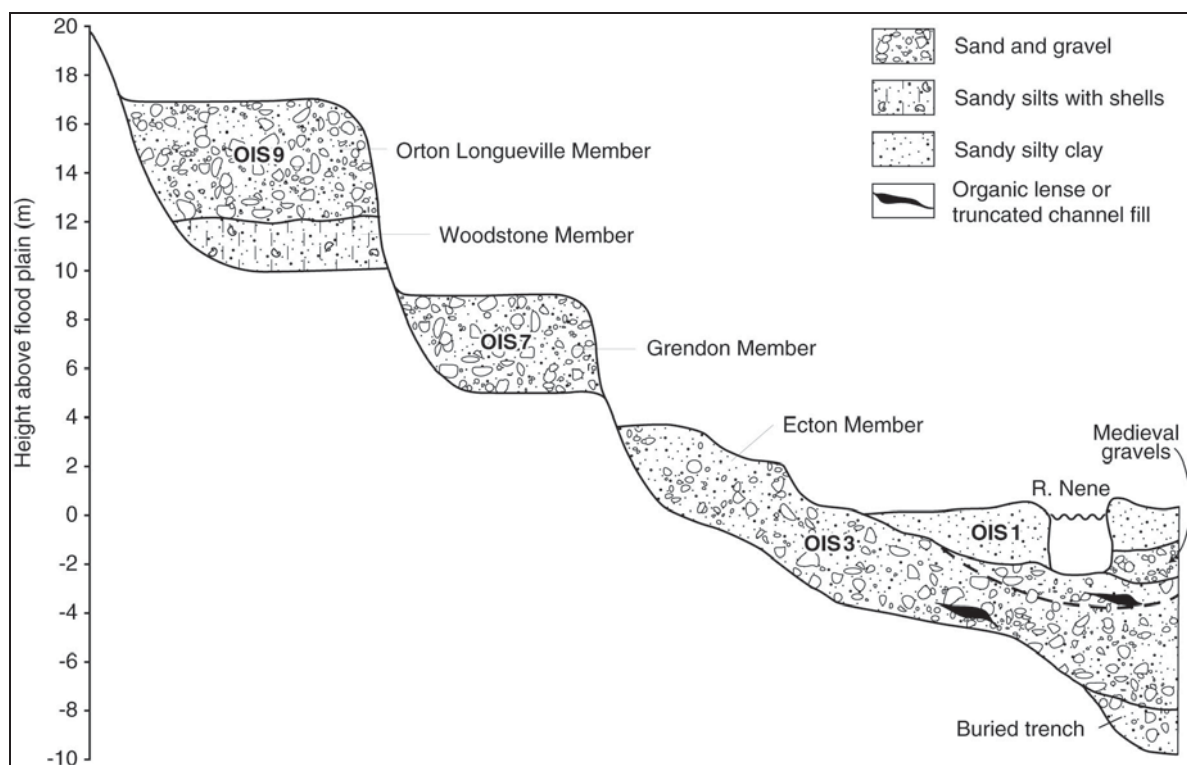 Height above flood plain (m)
20
18
16
14
12
10
8
6
4
2
0
-2
-4
-6
-8
-10
Sand and gravel
Sandy silts with shells
Sandy silty clay
Organic lense or
truncated channel fill
OIS9
Orton Longueville Member
Woodstone Member
OIS7
Grendon Member
Ecton Member
Medieval
gravels
R. Nene
OIS1
OIS3
Buried trench